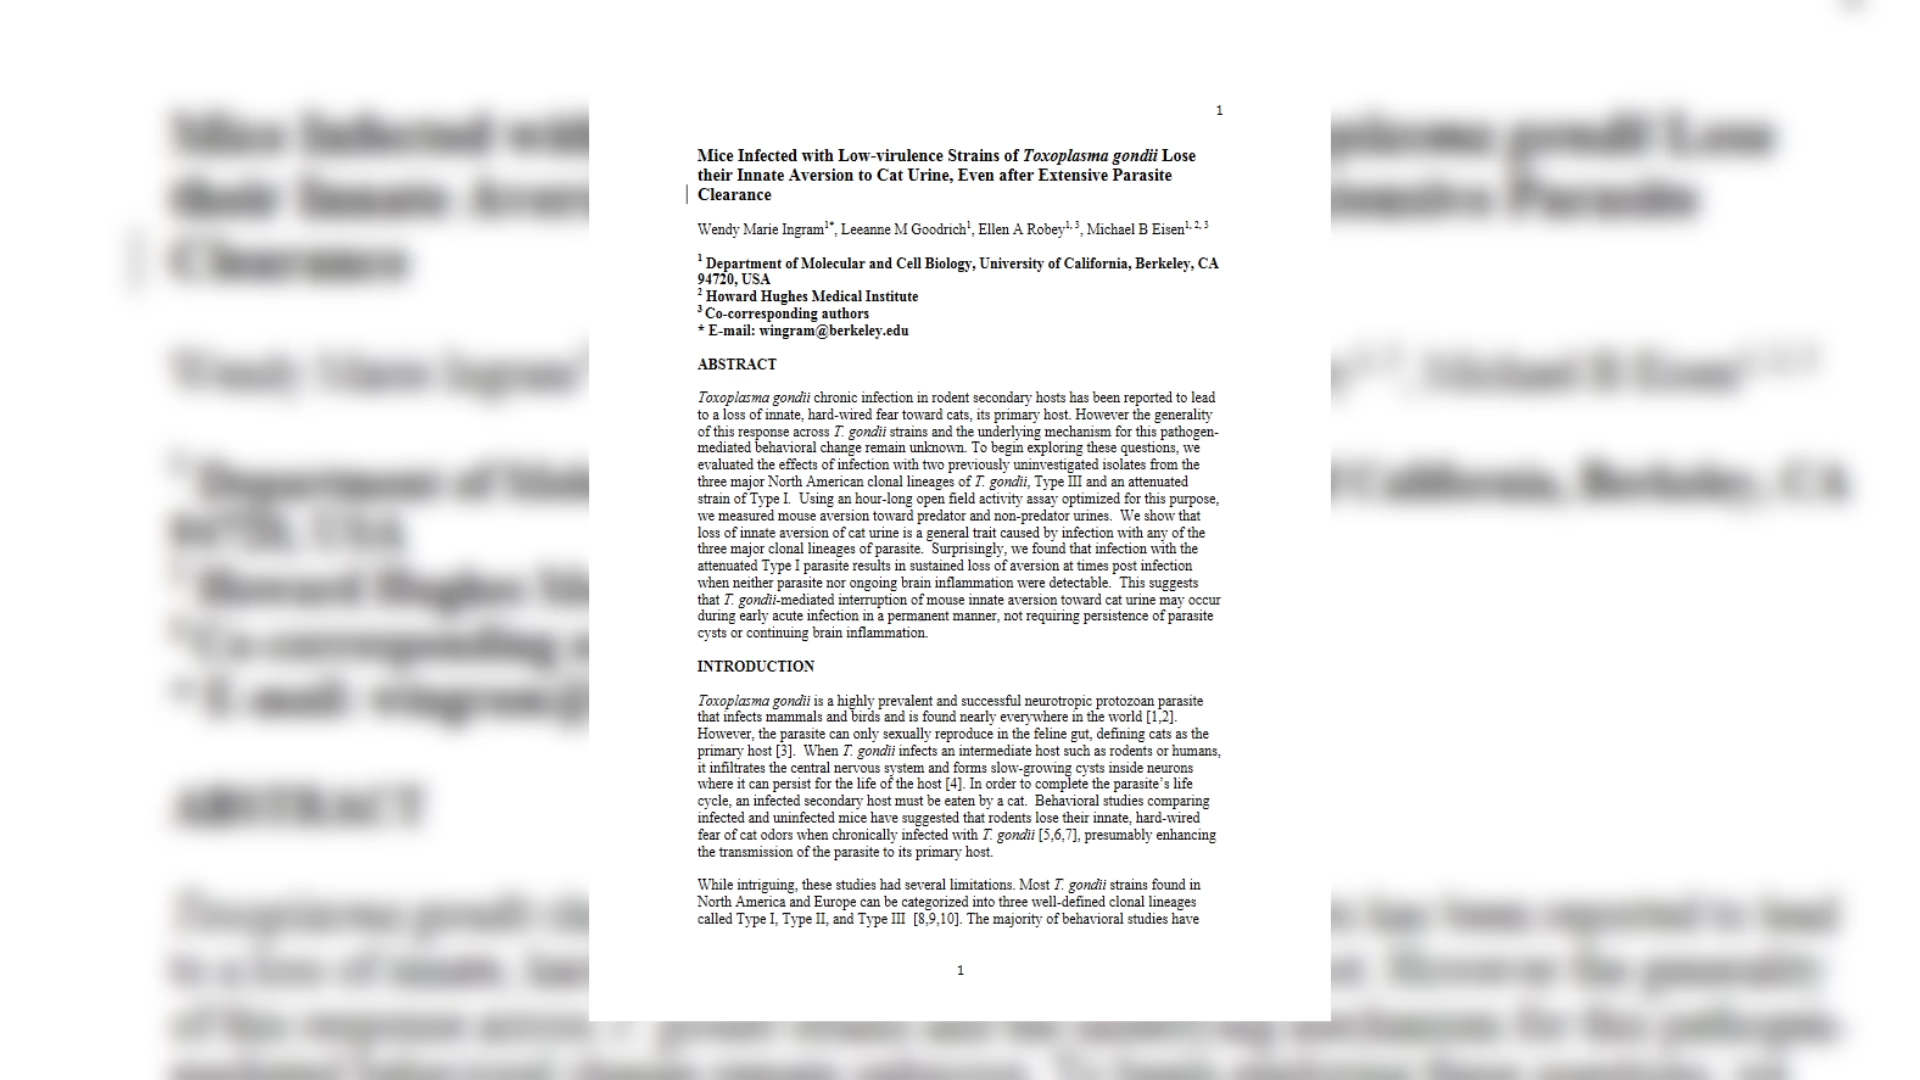 1
Mice Infected with Low-virulence Strains of Toxoplasma gondii Lose
their Innate Aversion to Cat Urine, Even after Extensive Parasite
Clearance
Wendy Marie Ingram1*, Leeanne M Goodrich1, Ellen A Robey1, 3, Michael B Eisen1, 2, 3
1 Department of Molecular and Cell Biology, University of California, Berkeley, CA
94720, USA
2 Howard Hughes Medical Institute
3 Co-corresponding authors
* E-mail: wingram@berkeley.edu
ABSTRACT
Toxoplasma gondii chronic infection in rodent secondary hosts has been reported to lead
to a loss of innate, hard-wired fear toward cats, its primary host. However the generality
of this response across T. gondii strains and the underlying mechanism for this pathogen-
mediated behavioral change remain unknown. To begin exploring these questions, we
evaluated the effects of infection with two previously uninvestigated isolates from the
three major North American clonal lineages of T. gondii, Type III and an attenuated
strain of Type I.  Using an hour-long open field activity assay optimized for this purpose,
we measured mouse aversion toward predator and non-predator urines.  We show that
loss of innate aversion of cat urine is a general trait caused by infection with any of the
three major clonal lineages of parasite.  Surprisingly, we found that infection with the
attenuated Type I parasite results in sustained loss of aversion at times post infection
when neither parasite nor ongoing brain inflammation were detectable.  This suggests
that T. gondii-mediated interruption of mouse innate aversion toward cat urine may occur
during early acute infection in a permanent manner, not requiring persistence of parasite
cysts or continuing brain inflammation.
INTRODUCTION
Toxoplasma gondii is a highly prevalent and successful neurotropic protozoan parasite
that infects mammals and birds and is found nearly everywhere in the world [1,2].
However, the parasite can only sexually reproduce in the feline gut, defining cats as the
primary host [3].  When T. gondii infects an intermediate host such as rodents or humans,
it infiltrates the central nervous system and forms slow-growing cysts inside neurons
where it can persist for the life of the host [4]. In order to complete the parasite's life
cycle, an infected secondary host must be eaten by a cat.  Behavioral studies comparing
infected and uninfected mice have suggested that rodents lose their innate, hard-wired
fear of cat odors when chronically infected with T. gondii [5,6,7], presumably enhancing
the transmission of the parasite to its primary host.
While intriguing, these studies had several limitations. Most T. gondii strains found in
North America and Europe can be categorized into three well-defined clonal lineages
called Type I, Type II, and Type III  [8,9,10]. The majority of behavioral studies have
1